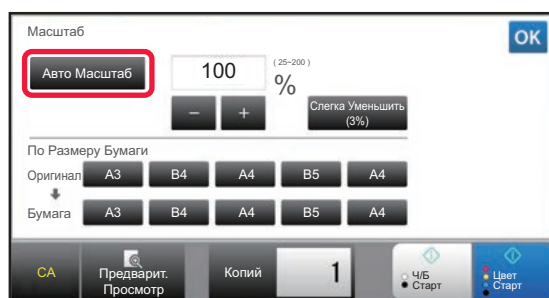 Масштаб
OK
Авто Масштаб
100
(25~200)
%
Слегка Уменьшить
(3%)
–
+
По Размеру Бумаги
Оригинал
A3
B4
A4
B5
A4
Бумага
A3
B4
A4
B5
A4
CA
Предварит.
Просмотр
Копий
1
Ч/Б
Старт
Цвет
Старт